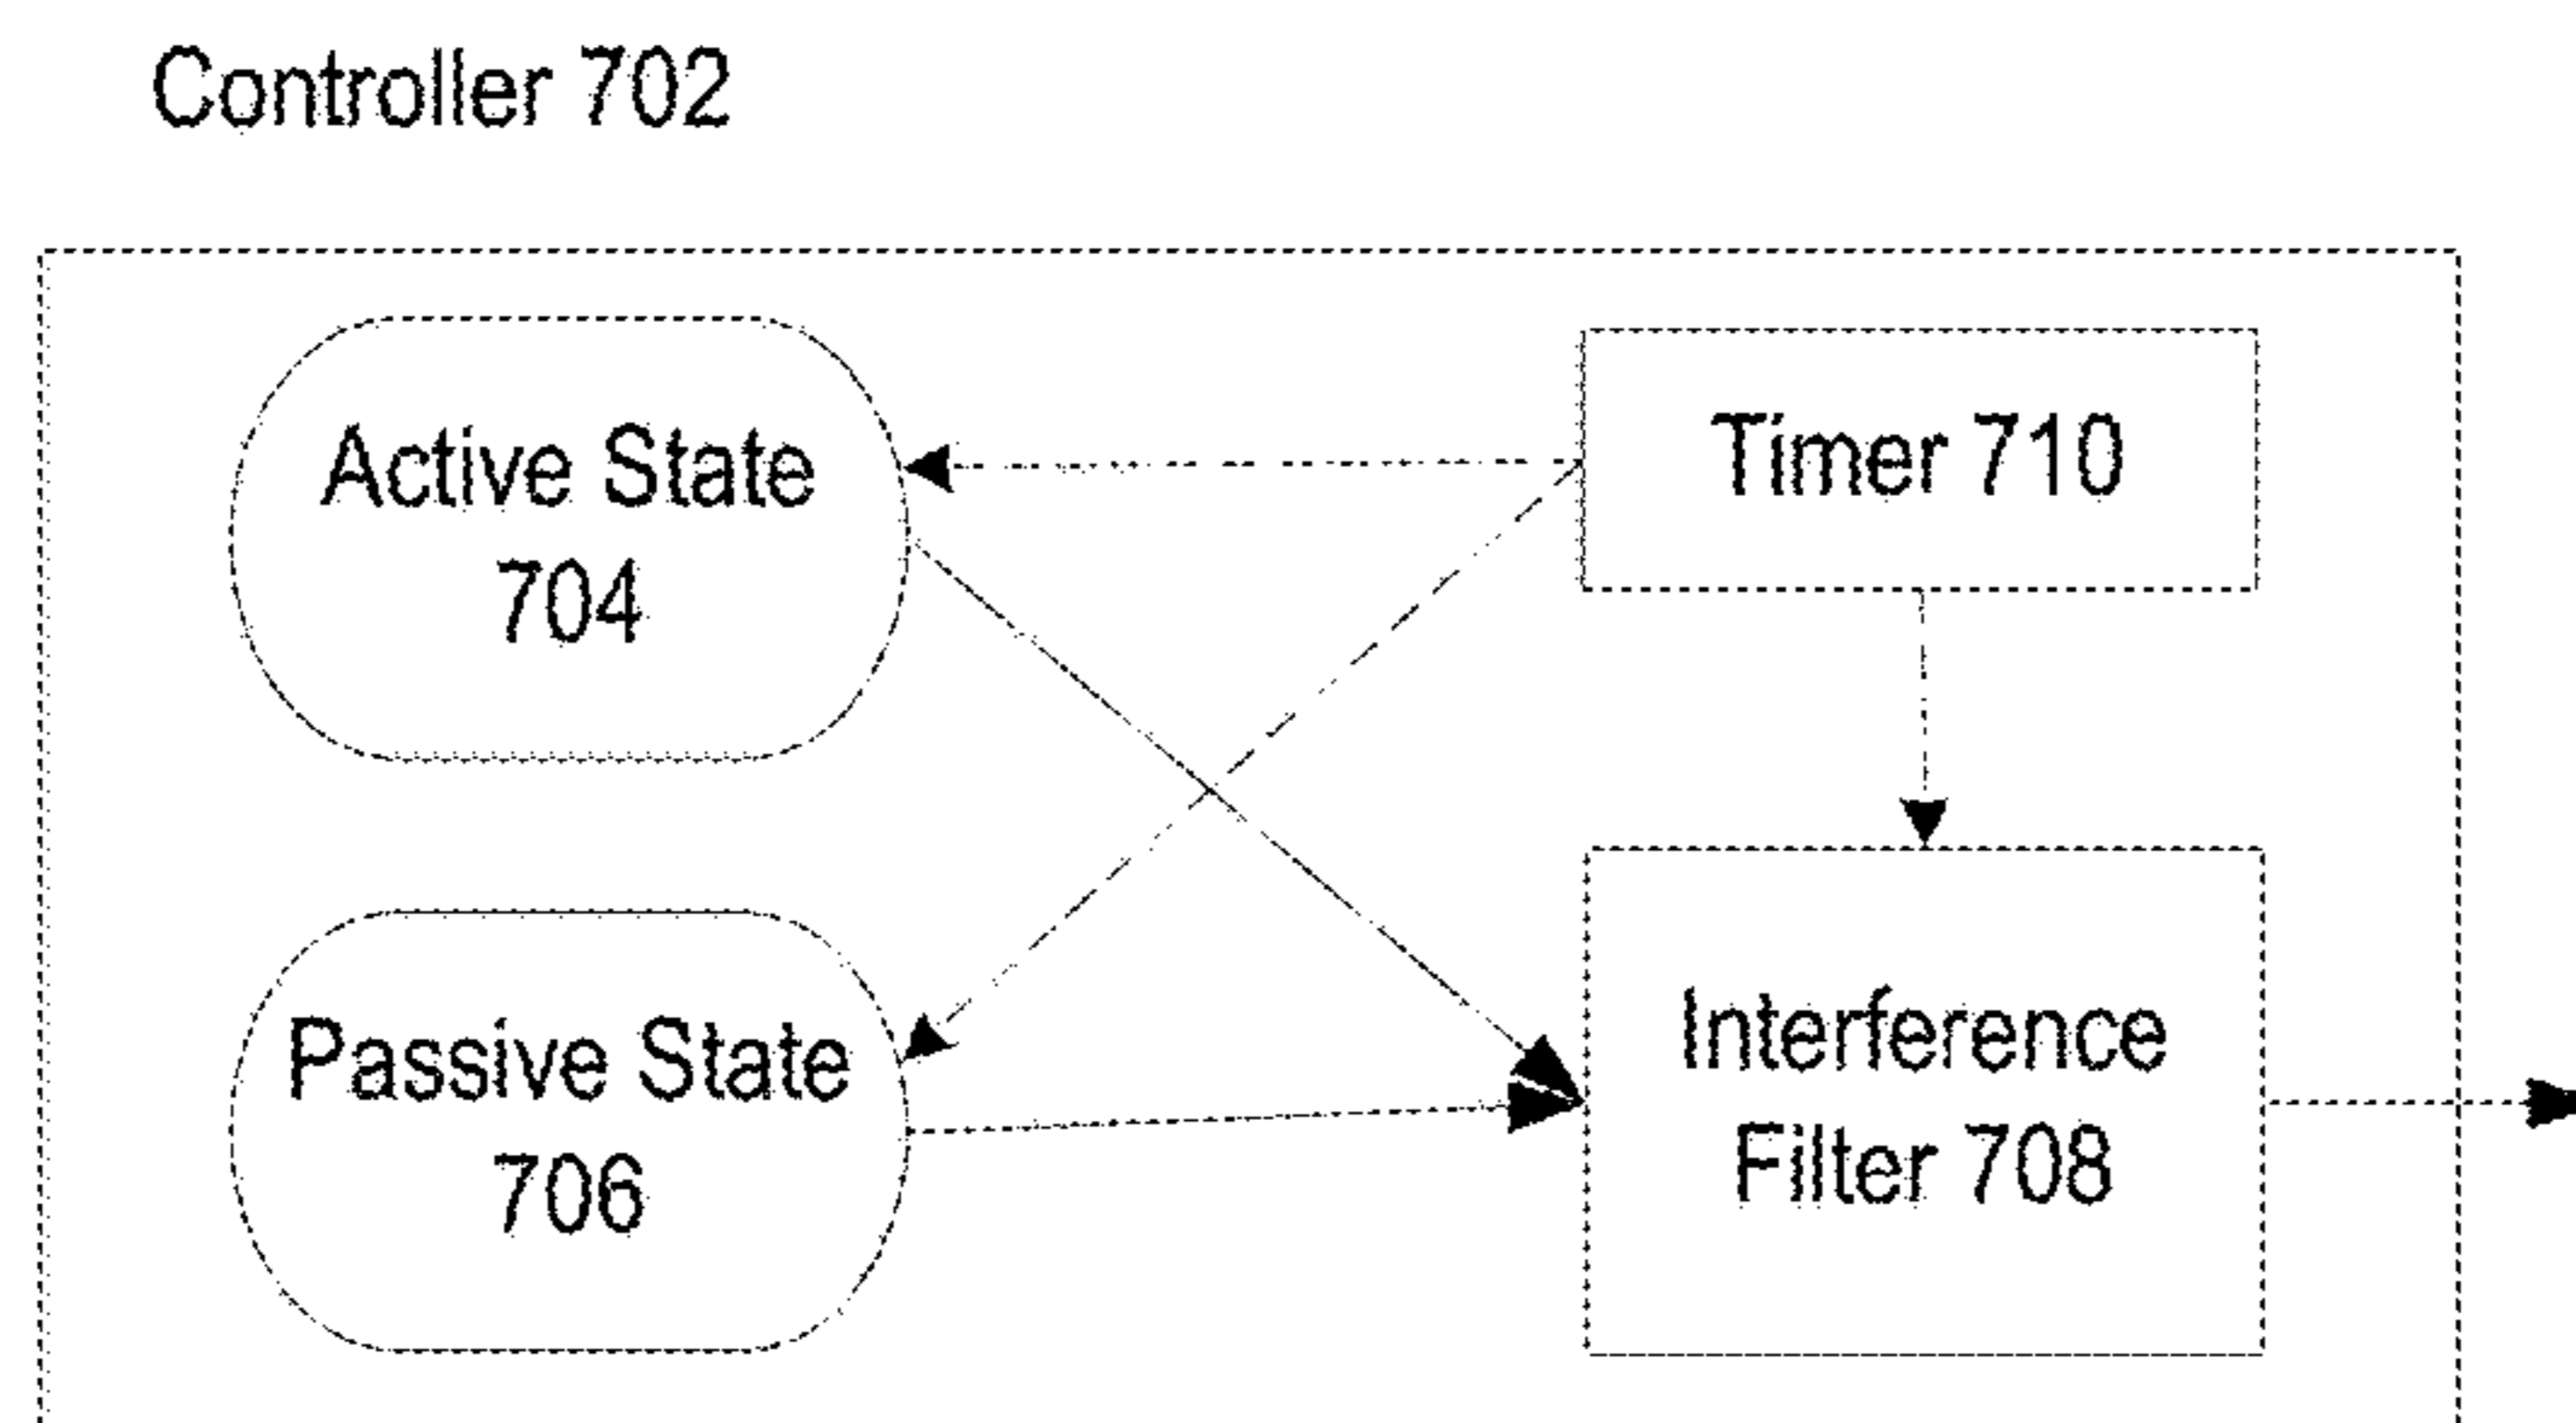 Controller 702
Active State
704
Timer 710
Passive State
706
Interference
Filter 708